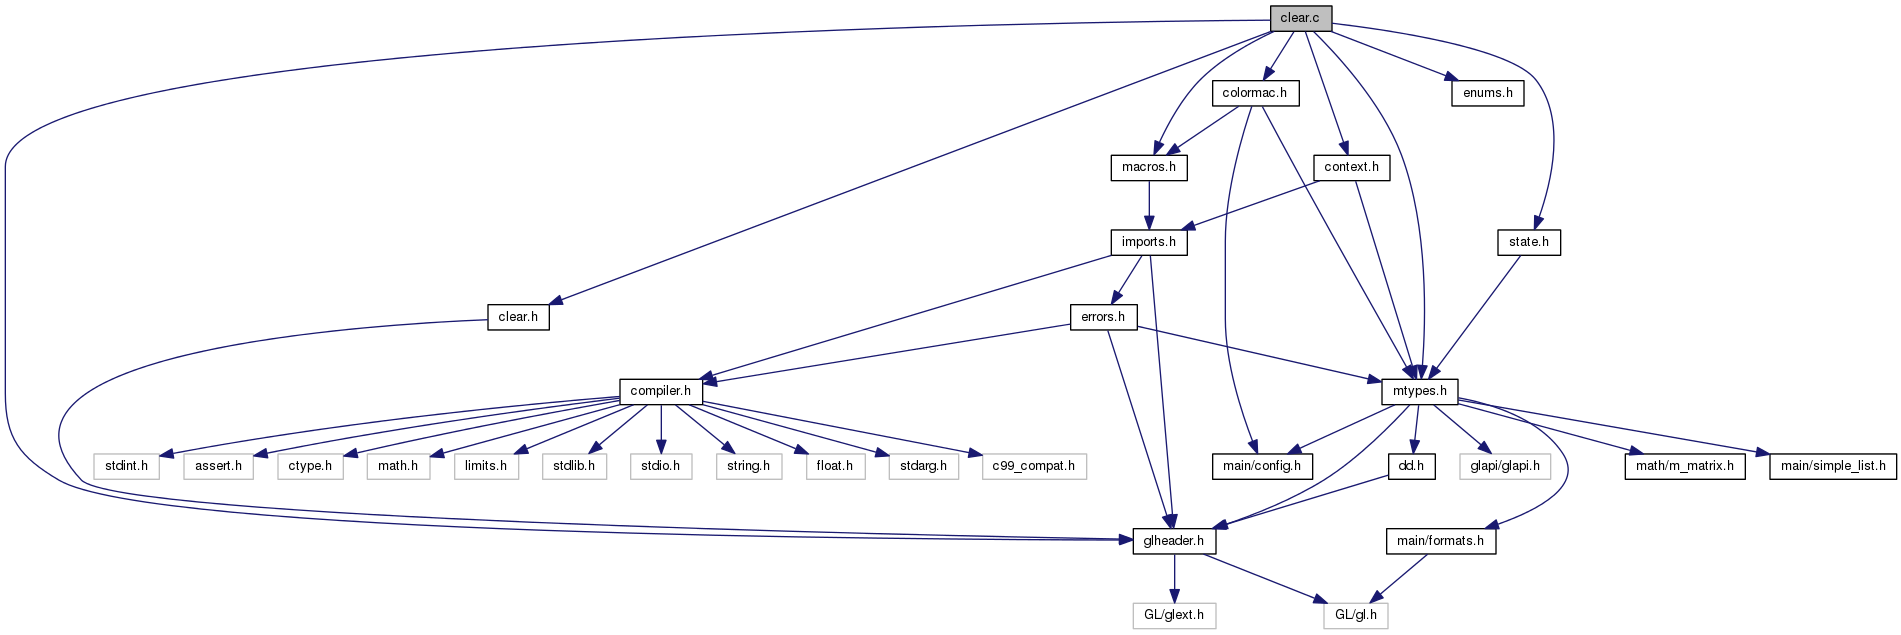 clear.c
colormac.h
enums.h
macros.h
context.h
imports.h
state.h
clear.h
errors.h
compiler.h
mtypes.h
stdint.h
assert.h
ctype.h
math.h
limits.h
stdlib.h
stdio.h
string.h
float.h
stdarg.h
c99_compat.h
main/config.h
dd.h
glapi/glapi.h
math/m_matrix.h
main/simple_list.h
glheader.h
main/formats.h
GL/glext.h
GL/gl.h